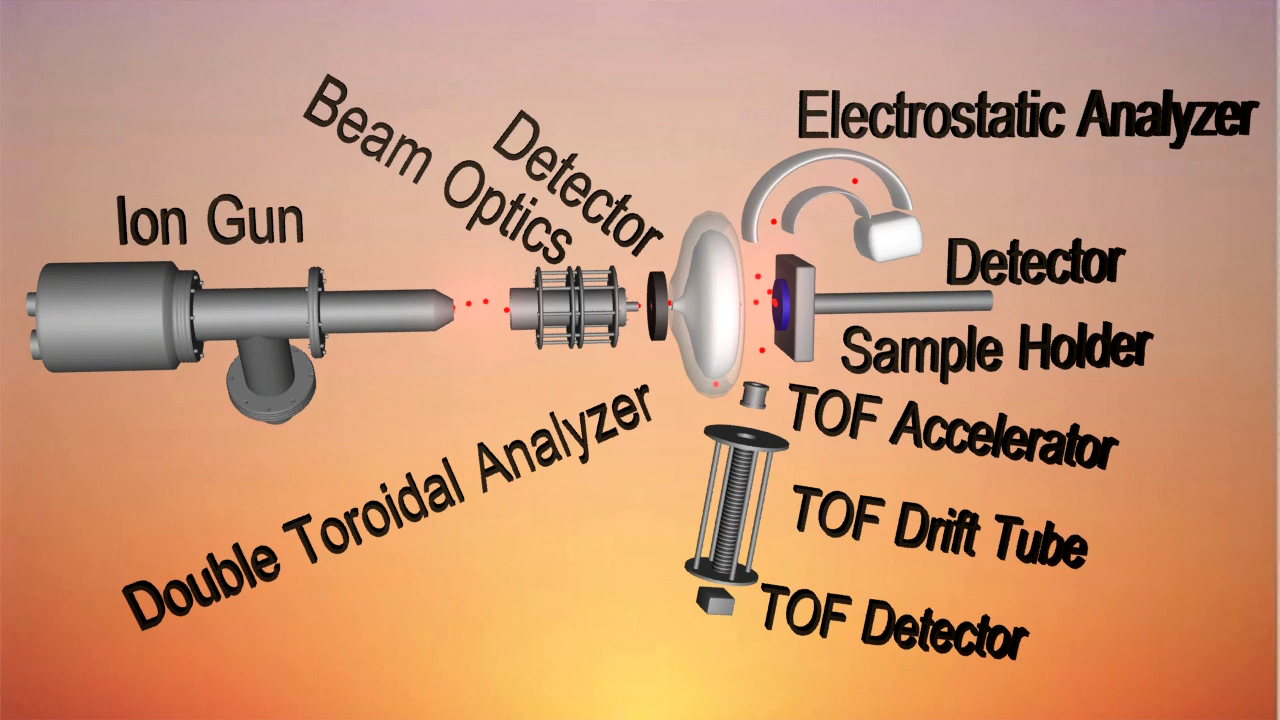 Ion Gun
Beam Optics
Detector
Electrostatic Analyzer
Detector
Sample Holder
TOF Accelerator
TOF Drift Tube
TOF Detector
Double Toroidal Analyzer